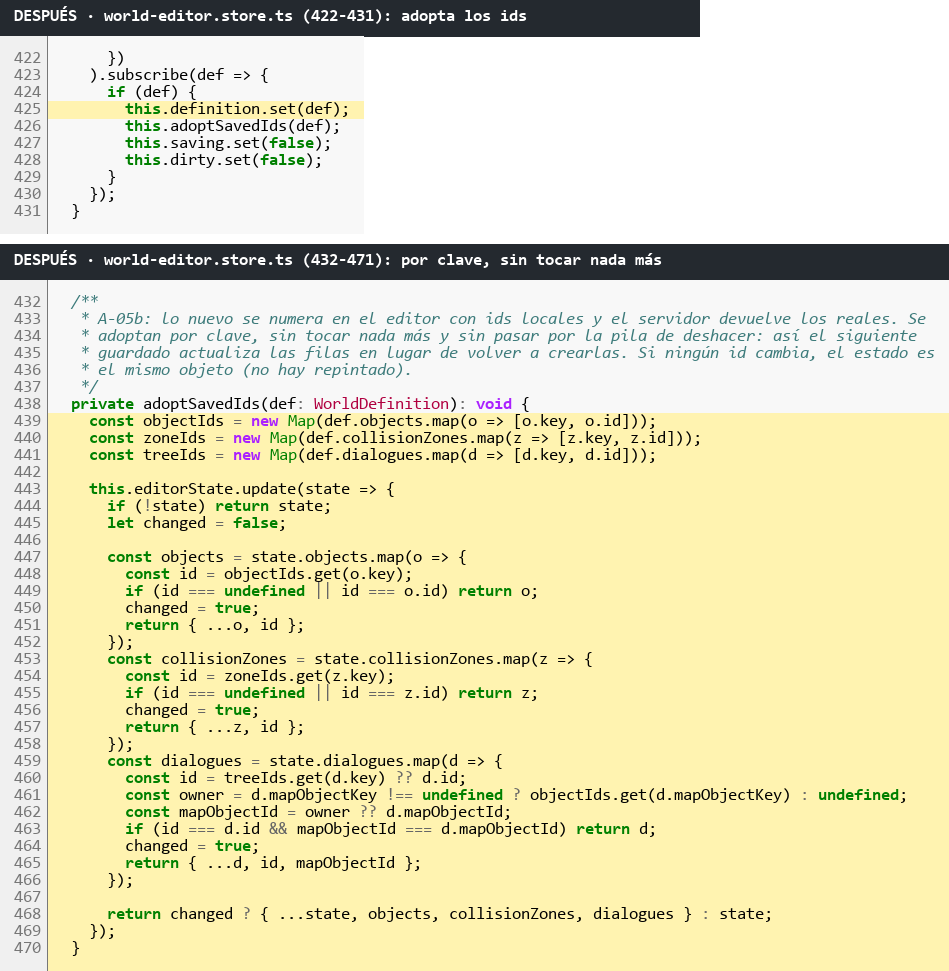 DESPUÉS · world-editor.store.ts (422-431): adopta los ids
422       })
423     ).subscribe(def => {
424       if (def) {
425         this.definition.set(def);
426         this.adoptSavedIds(def);
427         this.saving.set(false);
428         this.dirty.set(false);
429       }
430     });
431   }
DESPUÉS · world-editor.store.ts (432-471): por clave, sin tocar nada más
432   /**
433    * A-05b: lo nuevo se numera en el editor con ids locales y el servidor devuelve los reales. Se
434    * adoptan por clave, sin tocar nada más y sin pasar por la pila de deshacer: así el siguiente
435    * guardado actualiza las filas en lugar de volver a crearlas. Si ningún id cambia, el estado es
436    * el mismo objeto (no hay repintado).
437    */
438   private adoptSavedIds(def: WorldDefinition): void {
439     const objectIds = new Map(def.objects.map(o => [o.key, o.id]));
440     const zoneIds = new Map(def.collisionZones.map(z => [z.key, z.id]));
441     const treeIds = new Map(def.dialogues.map(d => [d.key, d.id]));
442
443     this.editorState.update(state => {
444       if (!state) return state;
445       let changed = false;
446
447       const objects = state.objects.map(o => {
448         const id = objectIds.get(o.key);
449         if (id === undefined || id === o.id) return o;
450         changed = true;
451         return { ...o, id };
452       });
453       const collisionZones = state.collisionZones.map(z => {
454         const id = zoneIds.get(z.key);
455         if (id === undefined || id === z.id) return z;
456         changed = true;
457         return { ...z, id };
458       });
459       const dialogues = state.dialogues.map(d => {
460         const id = treeIds.get(d.key) ?? d.id;
461         const owner = d.mapObjectKey !== undefined ? objectIds.get(d.mapObjectKey) : undefined;
462         const mapObjectId = owner ?? d.mapObjectId;
463         if (id === d.id && mapObjectId === d.mapObjectId) return d;
464         changed = true;
465         return { ...d, id, mapObjectId };
466       });
467
468       return changed ? { ...state, objects, collisionZones, dialogues } : state;
469     });
470   }